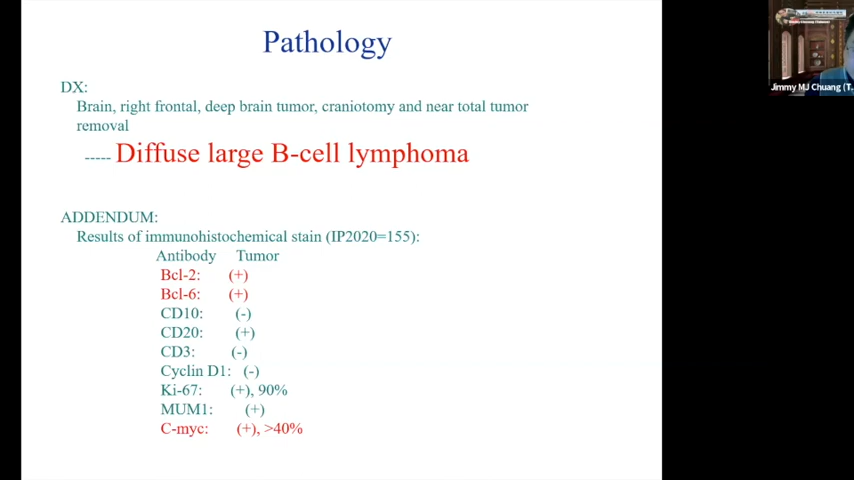 Pathology
DX:
Brain, right frontal, deep brain tumor, craniotomy and near total tumor
removal
----- Diffuse large B-cell lymphoma
ADDENDUM:
Results of immunohistochemical stain (IP2020=155):
Antibody Tumor
Bcl-2: (+)
Bcl-6: (+)
CD10: (-)
CD20: (+)
CD3: (-)
Cyclin D1: (-)
Ki-67: (+), 90%
MUM1: (+)
C-myc: (+), >40%
Jimmy MJ Chuang (T...